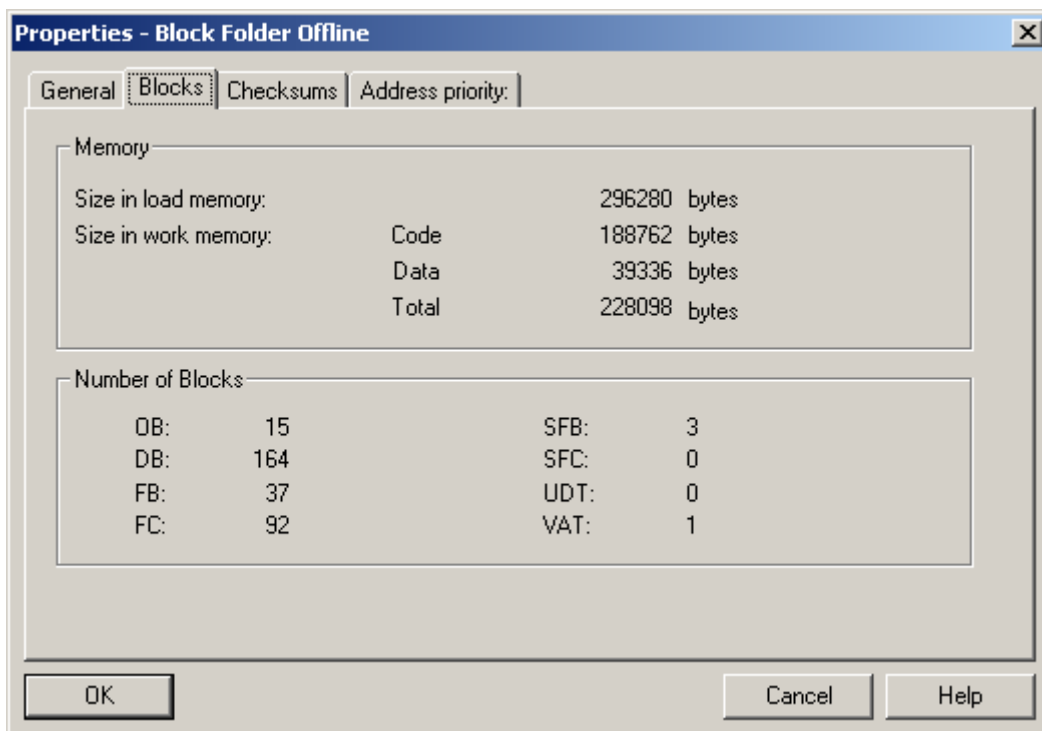 Properties - Block Folder Offline
General Blocks Checksums Address priority:
Memory
Size in load memory: 296280 bytes
Size in work memory: Code 188762 bytes
Data 39336 bytes
Total 228098 bytes
Number of Blocks
OB: 15 SFB: 3
DB: 164 SFC: 0
FB: 37 UDT: 0
FC: 92 VAT: 1
OK Cancel Help